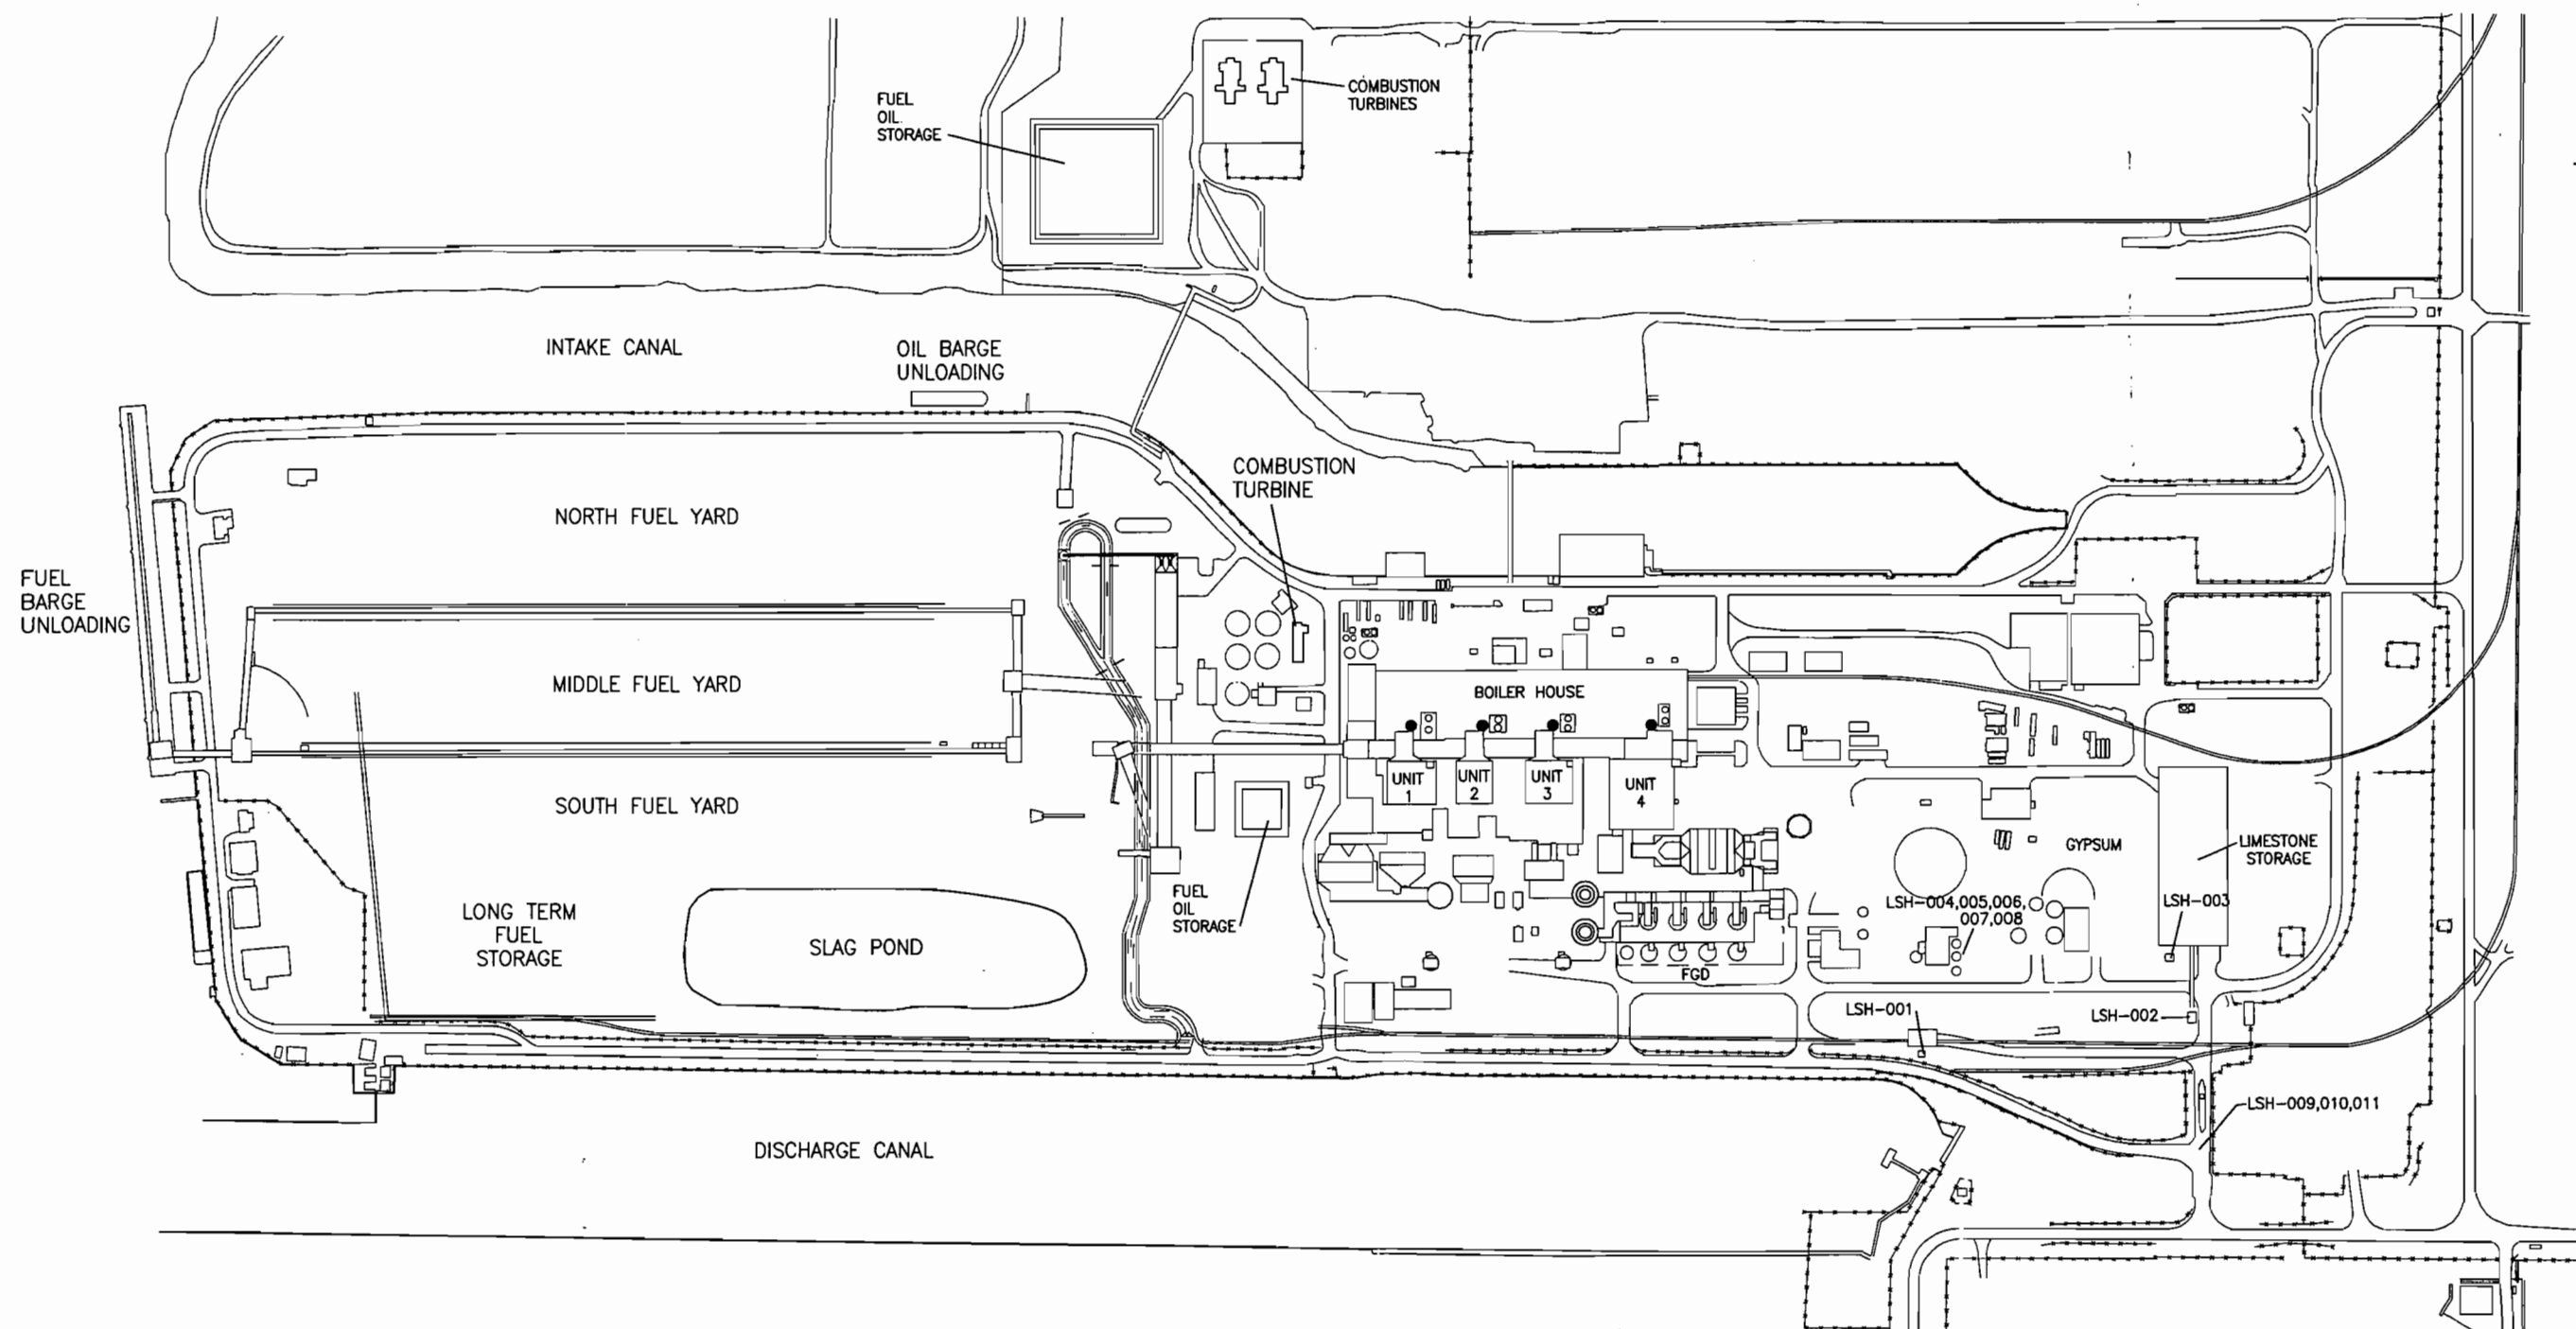 COMBUSTION
TURBINES
FUEL
OIL
STORAGE
INTAKE CANAL
OIL BARGE
UNLOADING
COMBUSTION
TURBINE
NORTH FUEL YARD
FUEL
BARGE
UNLOADING
MIDDLE FUEL YARD
BOILER HOUSE
SOUTH FUEL YARD
UNIT
1
UNIT
2
UNIT
3
UNIT
4
GYPSUM
LIMESTONE
STORAGE
FUEL
OIL
STORAGE
LSH-004,005,006,
007,008
LSH-003
LONG TERM
FUEL
STORAGE
SLAG POND
FGD
LSH-001
LSH-002
LSH-009,010,011
DISCHARGE CANAL